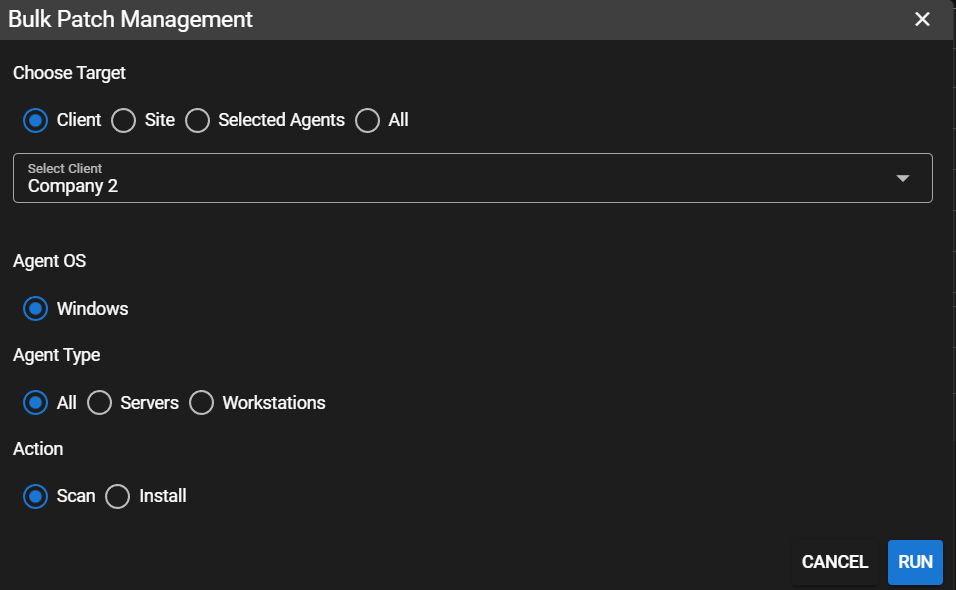 Bulk Patch Management
Choose Target
Client Site Selected Agents All
Select Client
Company 2
Agent OS
Windows
Agent Type
All Servers Workstations
Action
Scan Install
CANCEL RUN